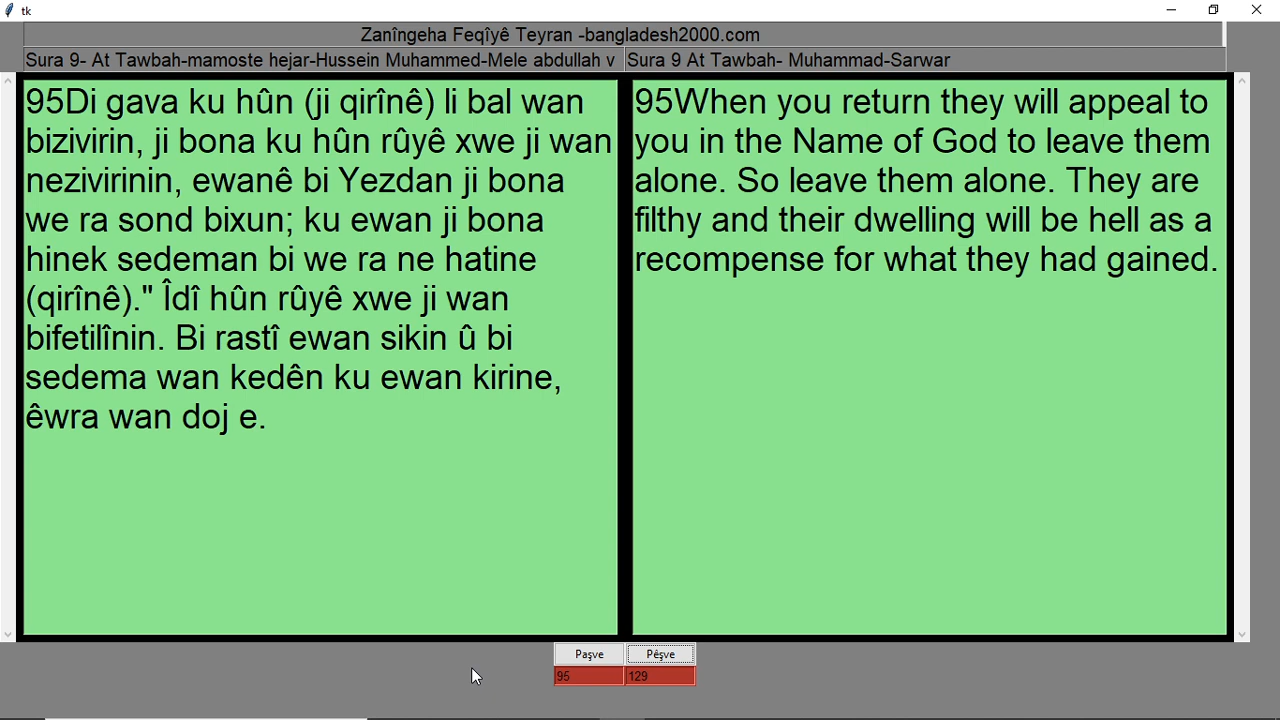 tk
Zanîngeha Feqîyê Teyran -bangladesh2000.com
Sura 9- At Tawbah-mamoste hejar-Hussein Muhammed-Mele abdullah v
Sura 9 At Tawbah- Muhammad-Sarwar
95Di gava ku hûn (ji qirînê) li bal wan
bizivirin, ji bona ku hûn rûyê xwe ji wan
nezivirinin, ewanê bi Yezdan ji bona
we ra sond bixun; ku ewan ji bona
hinek sedeman bi we ra ne hatine
(qirînê)." Îdî hûn rûyê xwe ji wan
bifetilînin. Bi rastî ewan sikin û bi
sedema wan kedên ku ewan kirine,
êwra wan doj e.
95When you return they will appeal to
you in the Name of God to leave them
alone. So leave them alone. They are
filthy and their dwelling will be hell as a
recompense for what they had gained.
Paşve
Pêşve
95
129